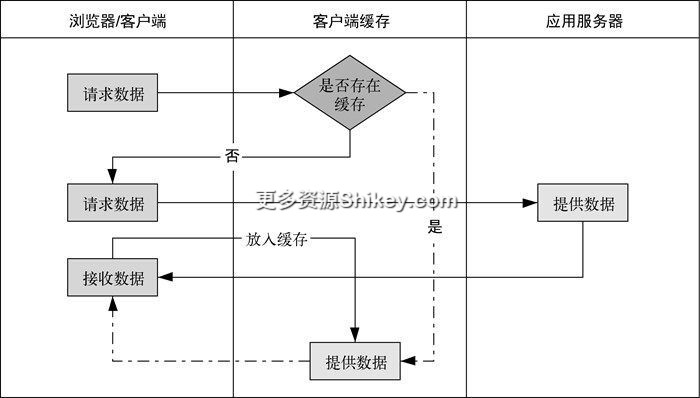 浏览器/客户端
客户端缓存
应用服务器
请求数据
是否存在
缓存
否
请求数据
更多资源Shikey.com
提供数据
是
放入缓存
接收数据
提供数据